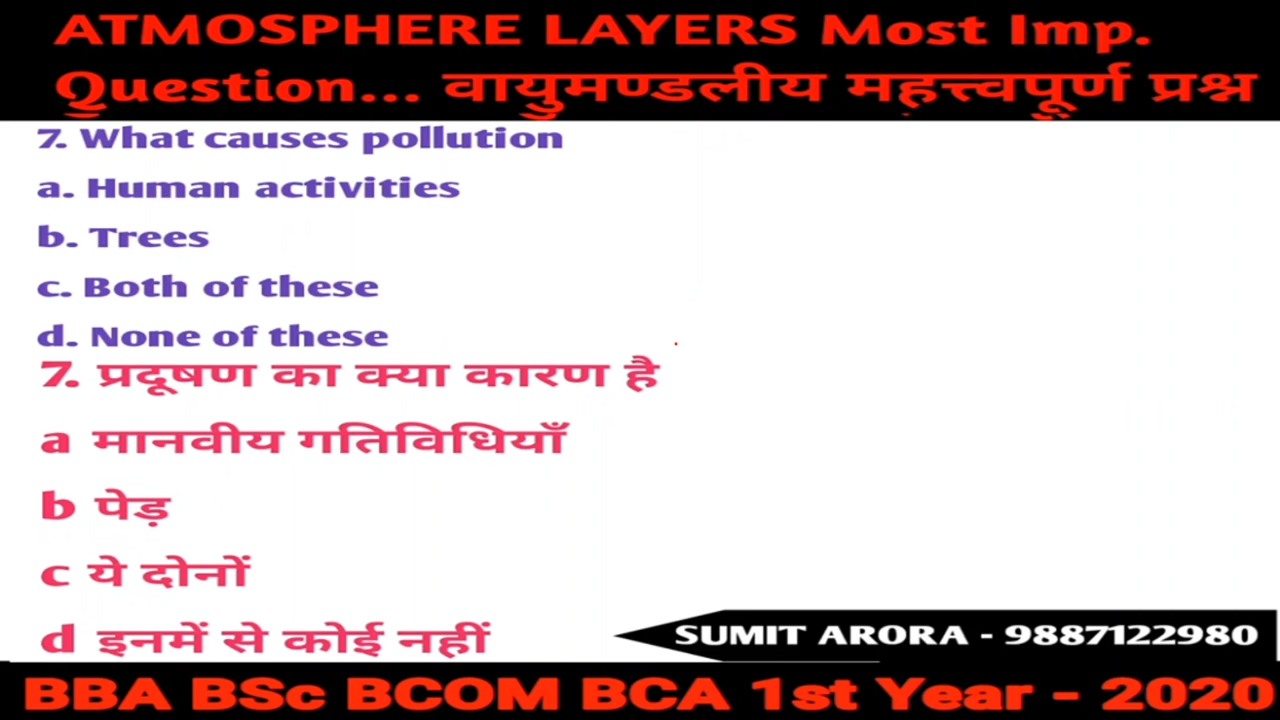 ATMOSPHERE LAYERS Most Imp.
Question... वायुमण्डलीय महत्त्वपूर्ण प्रश्न
7. What causes pollution
a. Human activities
b. Trees
c. Both of these
d. None of these
7. प्रदूषण का क्या कारण है
a मानवीय गतिविधियाँ
b पेड़
c ये दोनों
d इनमें से कोई नहीं
SUMIT ARORA - 9887122980
BBA BSc BCOM BCA 1st Year - 2020